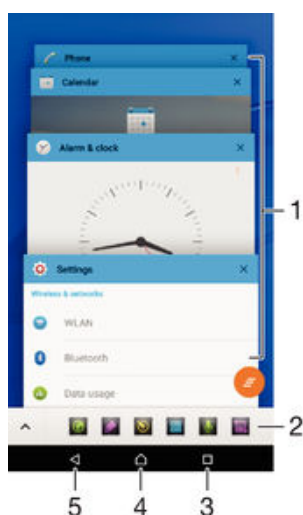 Phone
Calendar
Alarm & clock
1
Settings
Wireless & networks
WLAN
Bluetooth
Data usage
2
5 4 3